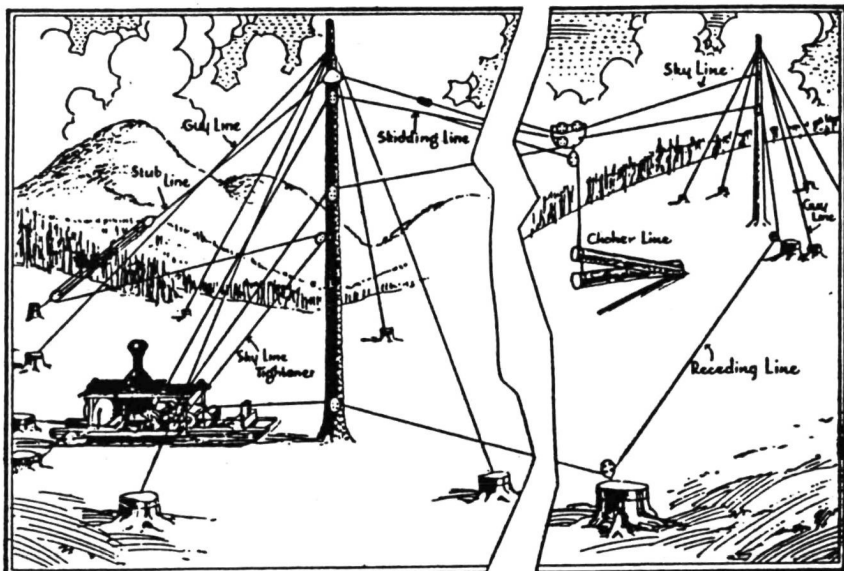 Guy Line
Stub
Line
Skidding Line
Sky Line
Tightener
Sky Line
Guy
Line
Choker Line
Receding Line